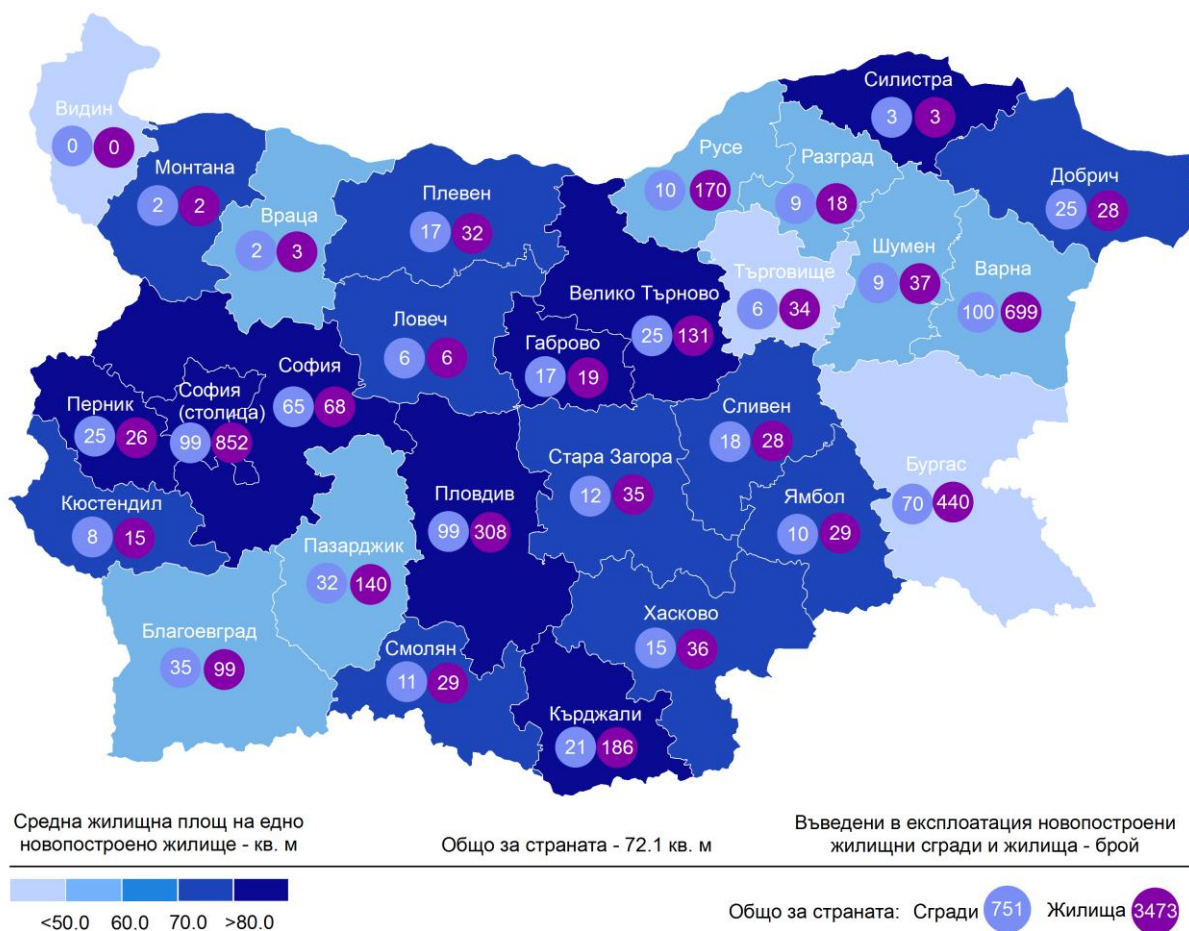 Видин
0 0
Монтана
2 2
Враца
2 3
Плевен
17 32
Русе
10 170
Разград
9 18
Силистра
3 3
Добрич
25 28
Шумен
9 37
Варна
100 699
Търговище
6 34
Велико Търново
25 131
Ловеч
6 6
Габрово
17 19
София
65 68
София
(столица)
99 852
Перник
25 26
Кюстендил
8 15
Сливен
18 28
Стара Загора
12 35
Бургас
70 440
Ямбол
10 29
Пловдив
99 308
Пазарджик
32 140
Благоевград
35 99
Смолян
11 29
Хасково
15 36
Кърджали
21 186
Средна жилищна площ на едно
новопостроено жилище - кв. м
Общо за страната - 72.1 кв. м
Въведени в експлоатация новопостроени
жилищни сгради и жилища - брой
<50.0 60.0 70.0 >80.0
Общо за страната: Сгради 751 Жилища 3473